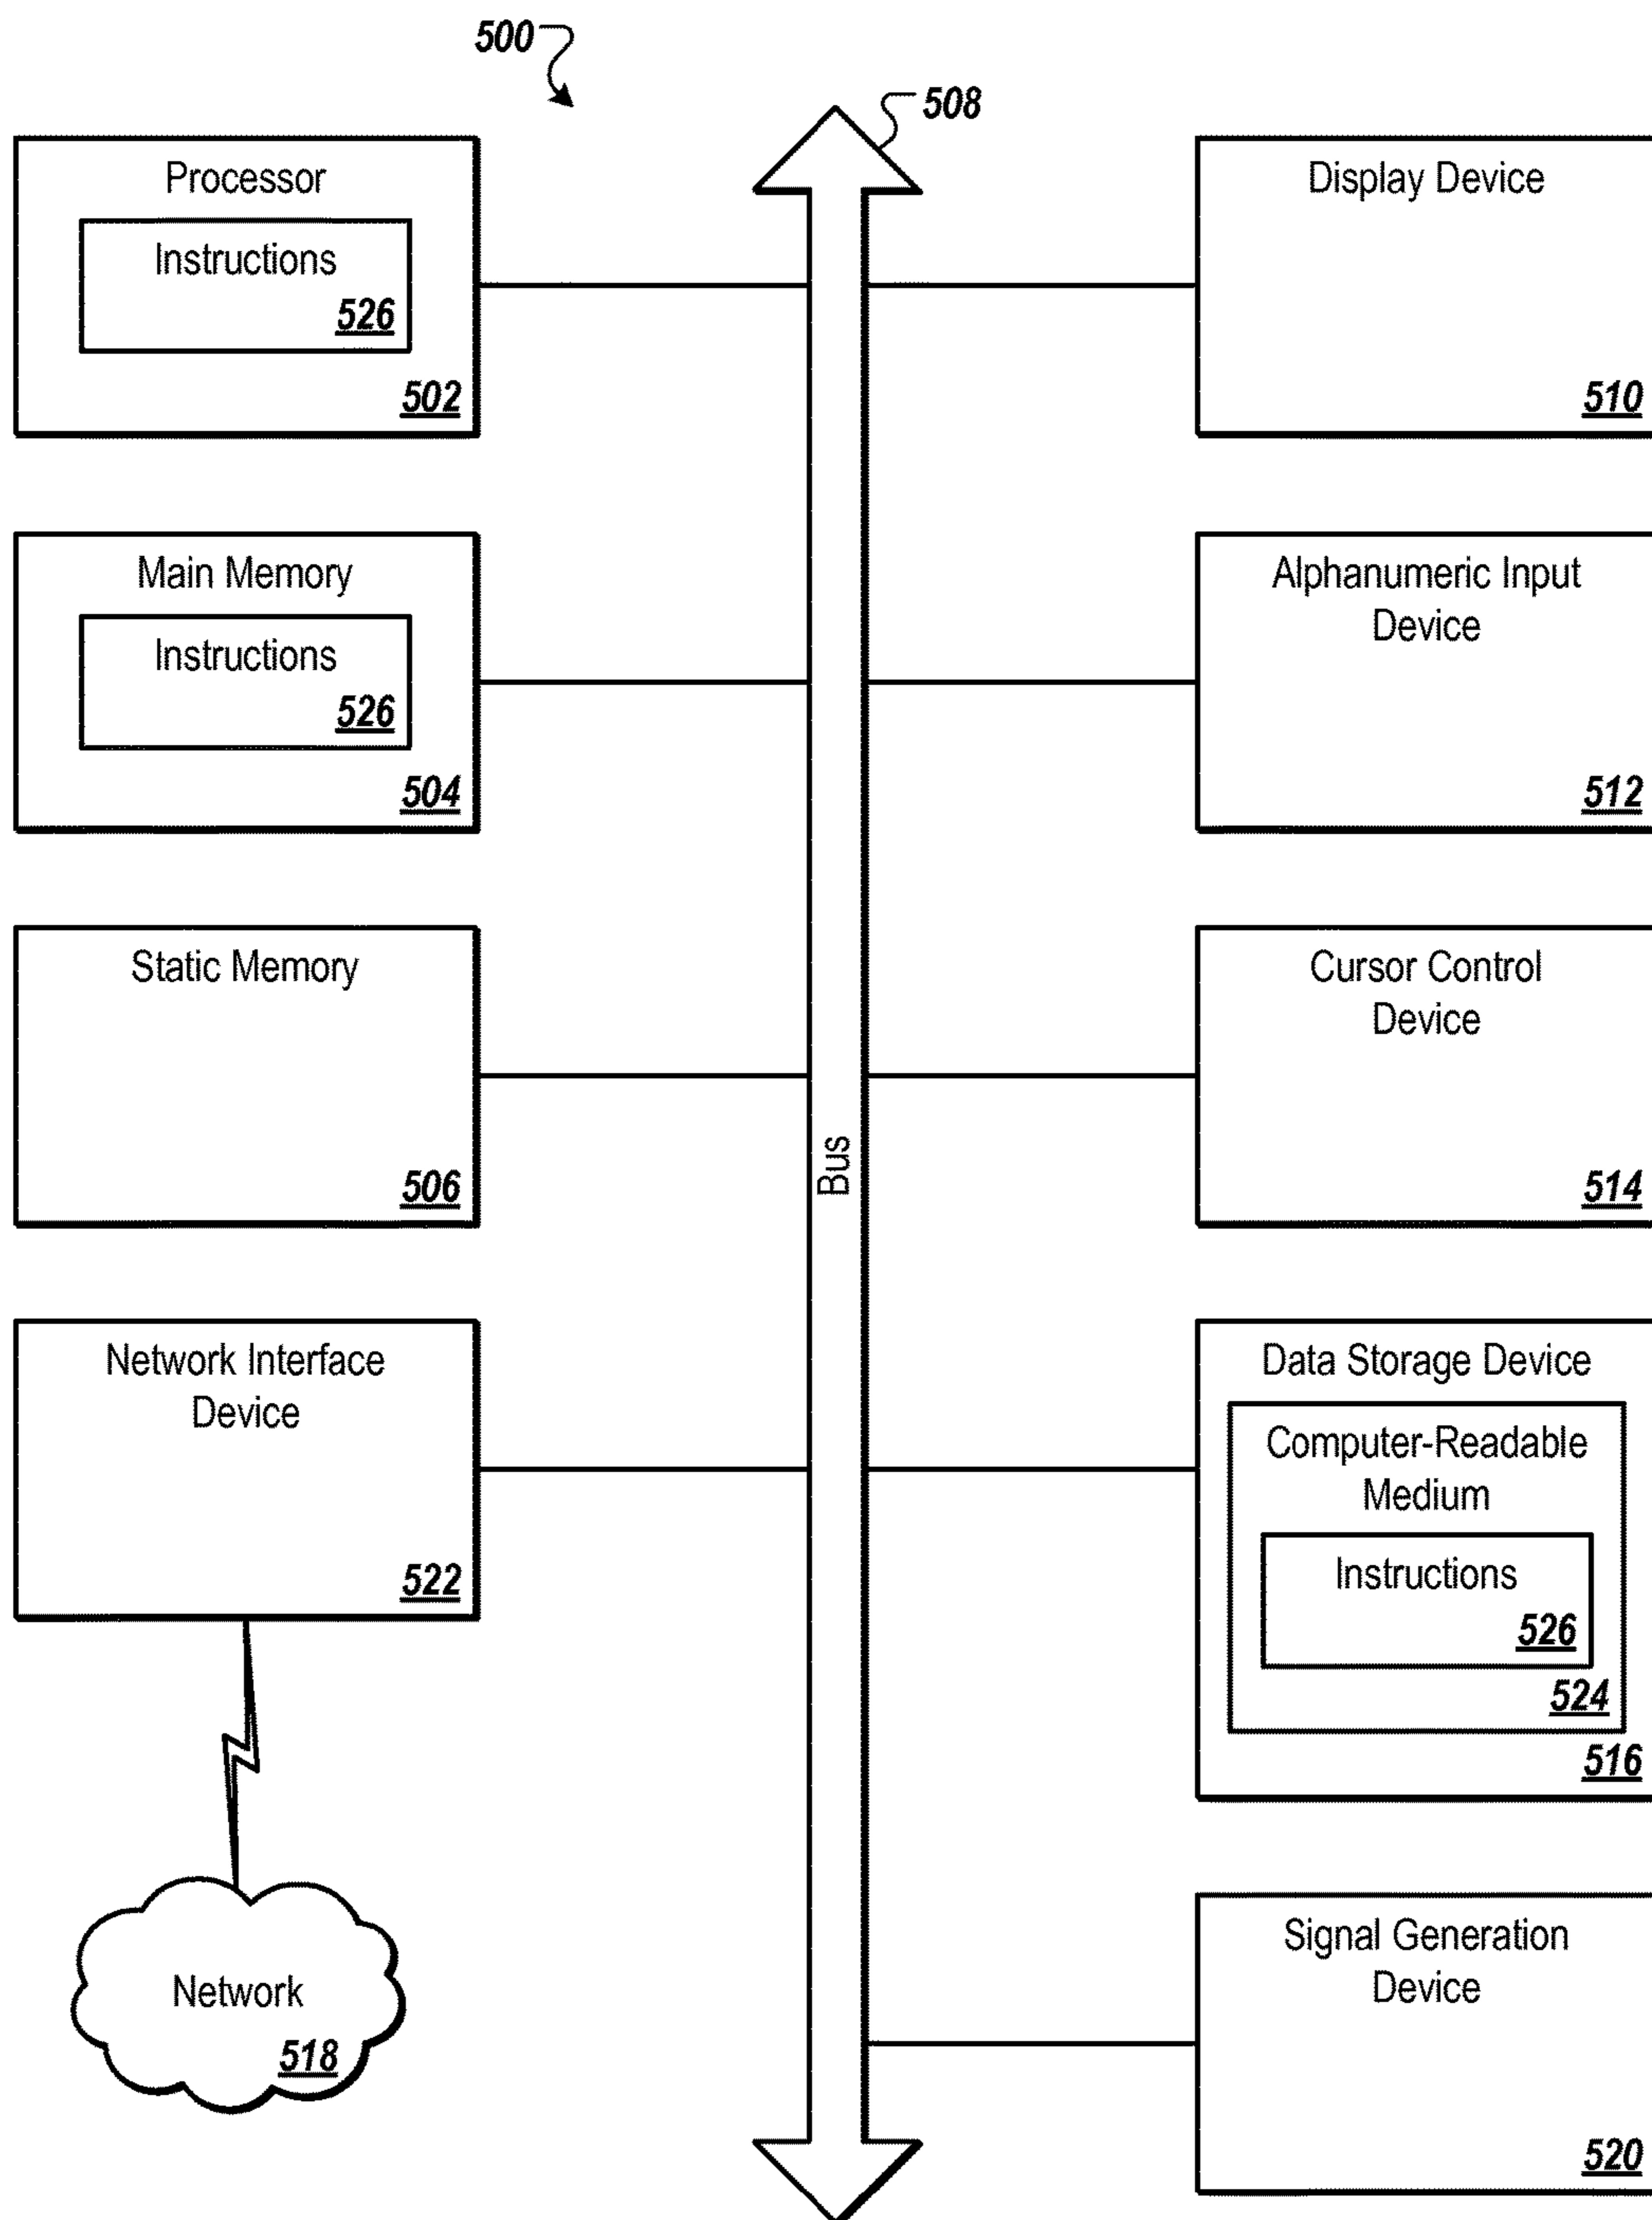 500
508
Processor
Instructions
526
502
Main Memory
Instructions
526
504
Static Memory
506
Network Interface
Device
522
Network
518
Bus
Display Device
510
Alphanumeric Input
Device
512
Cursor Control
Device
514
Data Storage Device
Computer-Readable
Medium
Instructions
526
524
516
Signal Generation
Device
520